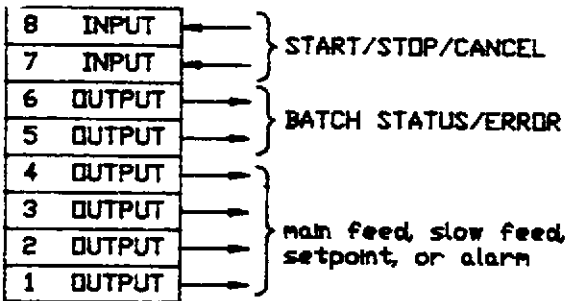 8 INPUT
7 INPUT
START/STOP/CANCEL
6 OUTPUT
5 OUTPUT
BATCH STATUS/ERROR
4 OUTPUT
3 OUTPUT
2 OUTPUT
1 OUTPUT
main feed, slow feed,
setpoint, or alarm